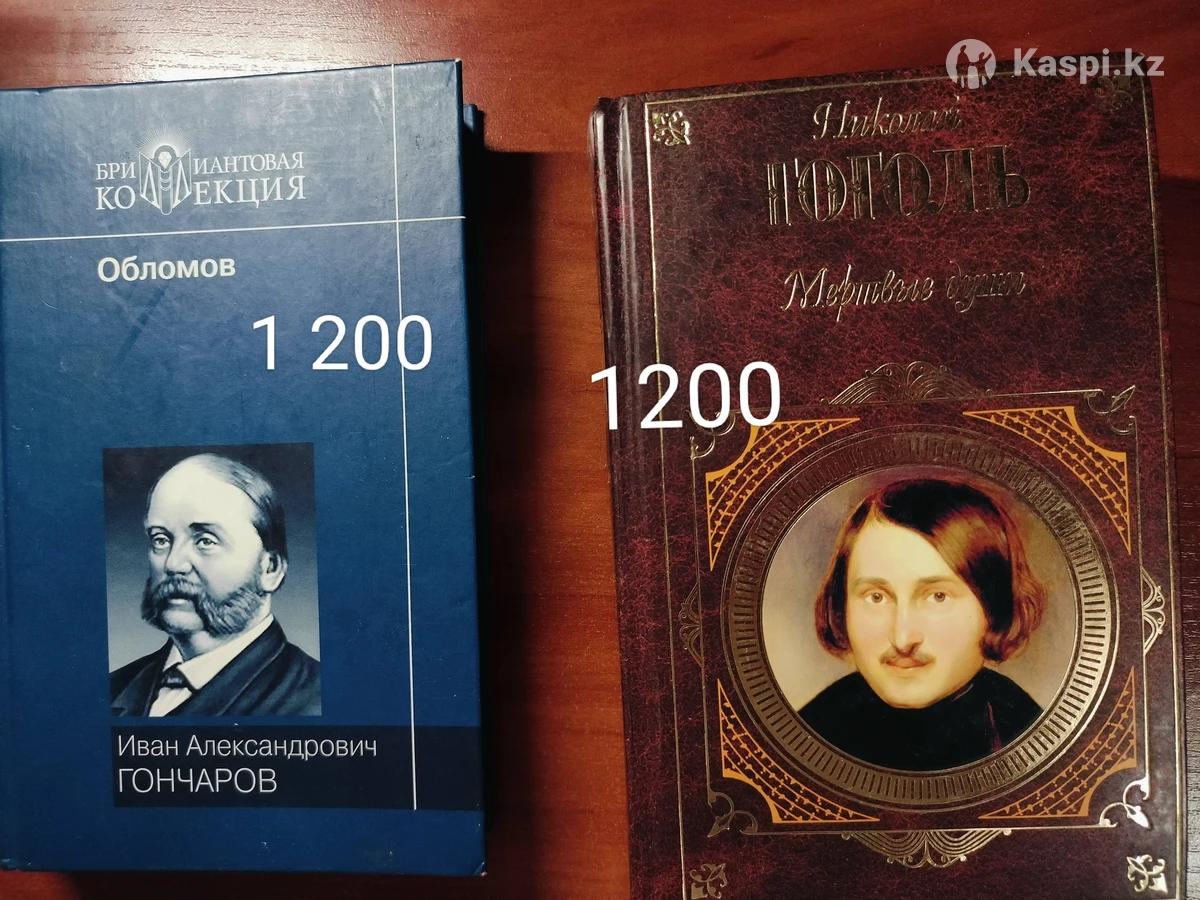 Kaspi.kz
БРИЛЛИАНТОВАЯ
КОЛЛЕКЦИЯ
Обломов
1 200
Иван Александрович
ГОНЧАРОВ
Николай
ГОГОЛЬ
Мертвые души
1200